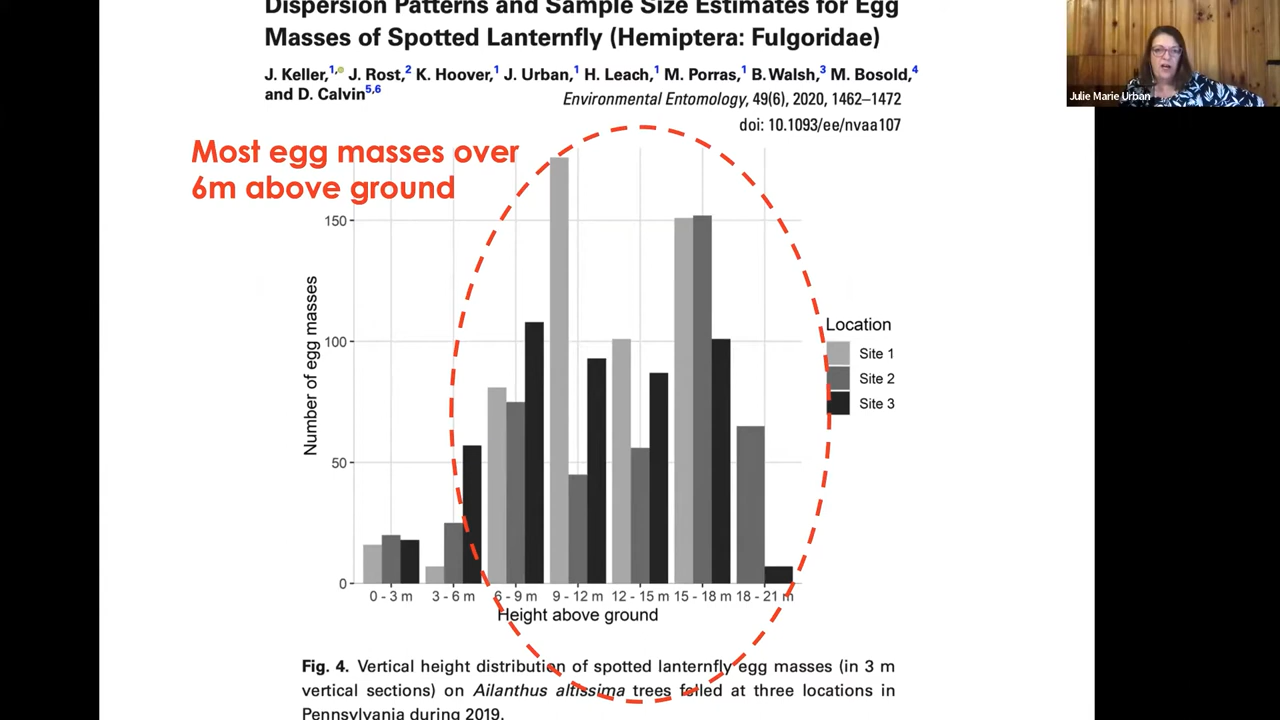 Dispersion Patterns and Sample Size Estimates for Egg
Masses of Spotted Lanternfly (Hemiptera: Fulgoridae)
J. Keller,1, J. Rost,2 K. Hoover,1 J. Urban,1 H. Leach,1 M. Porras,1 B. Walsh,3 M. Bosold,4
and D. Calvin5,6
Environmental Entomology, 49(6), 2020, 1462–1472
doi: 10.1093/ee/nvaa107
Julie Marie Urban
Most egg masses over
6m above ground
150
100
50
0
Number of egg masses
0 - 3 m 3 - 6 m 6 - 9 m 9 - 12 m 12 - 15 m 15 - 18 m 18 - 21 m
Height above ground
Location
Site 1
Site 2
Site 3
Fig. 4. Vertical height distribution of spotted lanternfly egg masses (in 3 m
vertical sections) on Ailanthus altissima trees felled at three locations in
Pennsylvania during 2019.